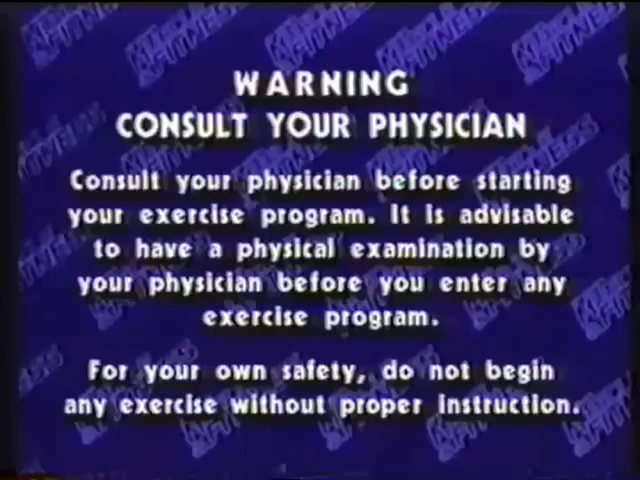 WARNING
CONSULT YOUR PHYSICIAN
Consult your physician before starting
your exercise program. It is advisable
to have a physical examination by
your physician before you enter any
exercise program.
For your own safety, do not begin
any exercise without proper instruction.